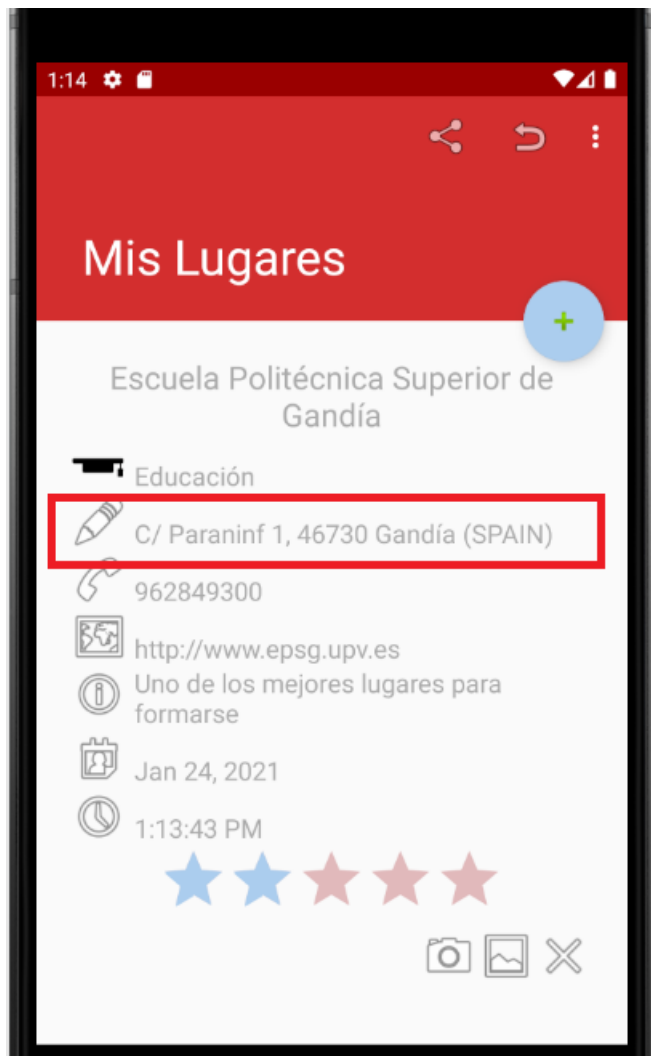 1:14
Mis Lugares
Escuela Politécnica Superior de
Gandía
Educación
C/ Paraninf 1, 46730 Gandía (SPAIN)
962849300
http://www.epsg.upv.es
Uno de los mejores lugares para
formarse
Jan 24, 2021
1:13:43 PM